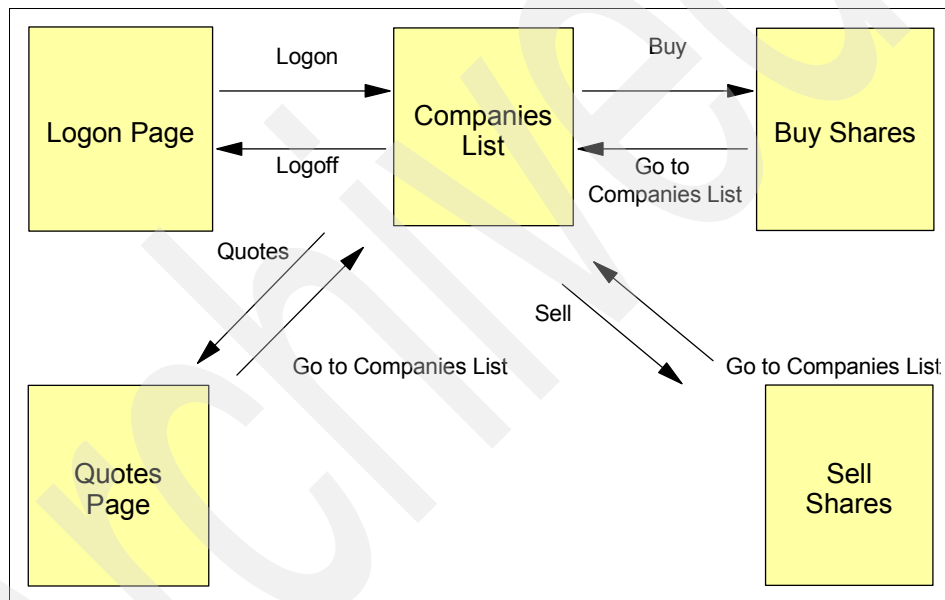 Logon
Buy
Logon Page
Companies
List
Buy Shares
Logoff
Go to
Companies List
Quotes
Sell
Go to Companies List
Go to Companies List
Quotes
Page
Sell
Shares